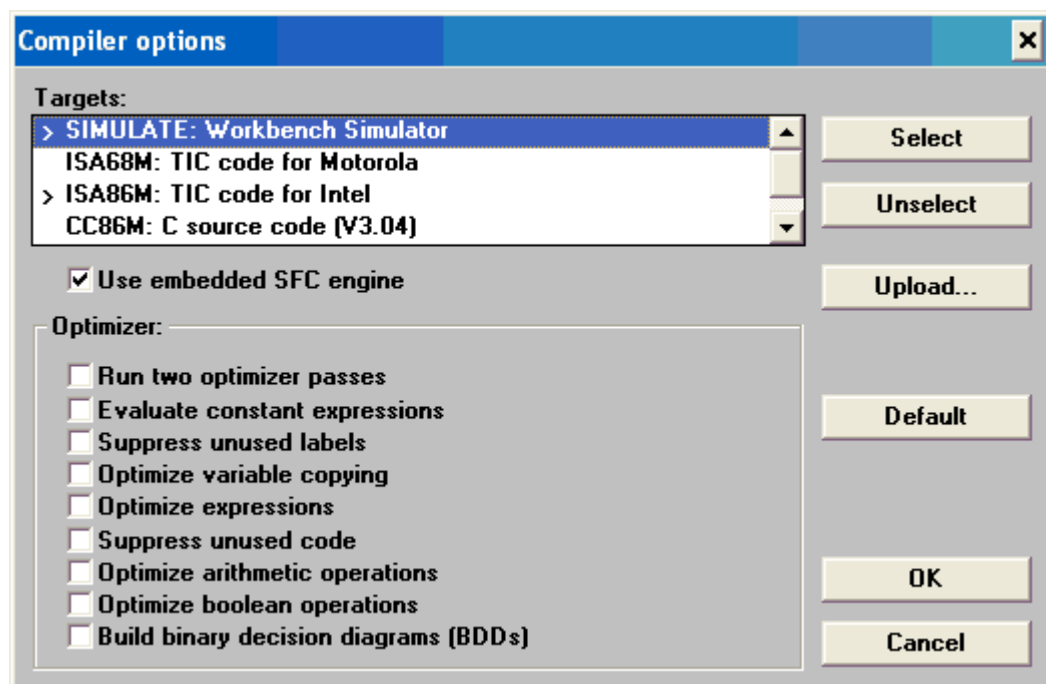 Compiler options
Targets:
> SIMULATE: Workbench Simulator
ISA68M: TIC code for Motorola
> ISA86M: TIC code for Intel
CC86M: C source code (V3.04)
Select
Unselect
Use embedded SFC engine
Upload...
Optimizer:
Run two optimizer passes
Evaluate constant expressions
Suppress unused labels
Optimize variable copying
Optimize expressions
Suppress unused code
Optimize arithmetic operations
Optimize boolean operations
Build binary decision diagrams (BDDs)
Default
OK
Cancel